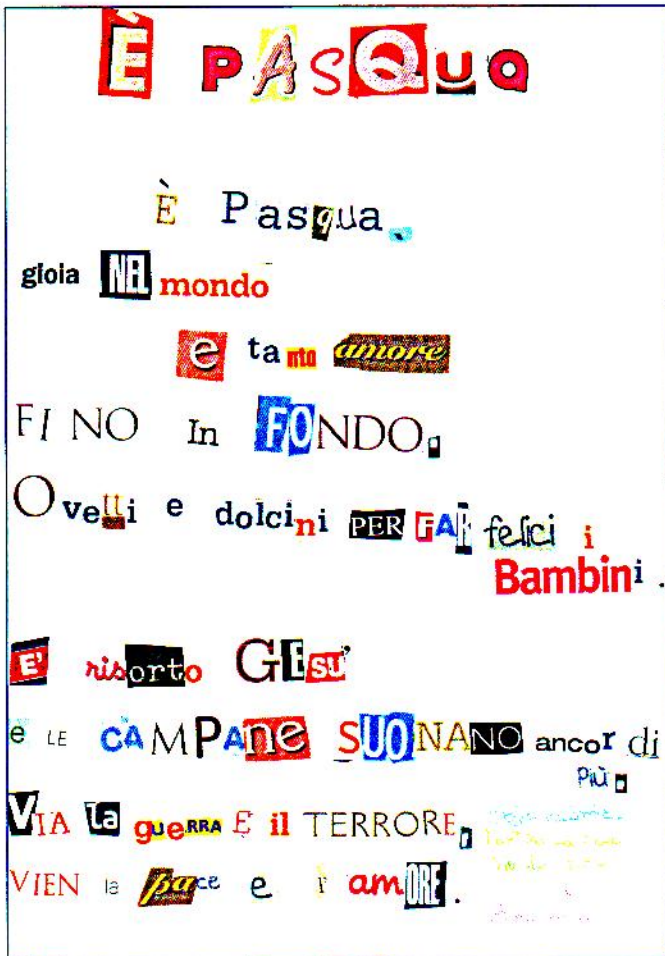 È PASQUA
È Pasqua.
gioia NEL mondo
e tanto amore
FINO In FONDO.
Ovetti e dolcini PER FAR felici i
Bambini.
E' risorto GESU'
e LE CAMPANE SUONANO ancor di
PIÙ.
VIA la guERRA E il TERRORE,
VIEN la pace e l' amORE.